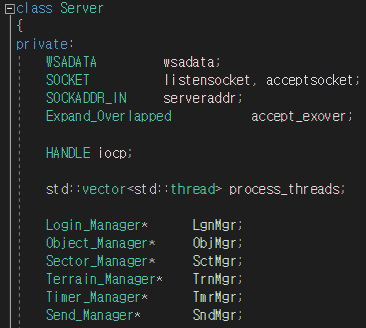 class Server
{
private:
WSADATA wsadata;
SOCKET listensocket, acceptsocket;
SOCKADDR_IN serveraddr;
Expand_Overlapped accept_exover;
HANDLE iocp;
std::vector<std::thread> process_threads;
Login_Manager* LgnMgr;
Object_Manager* ObjMgr;
Sector_Manager* SctMgr;
Terrain_Manager* TrnMgr;
Timer_Manager* TmrMgr;
Send_Manager* SndMgr;